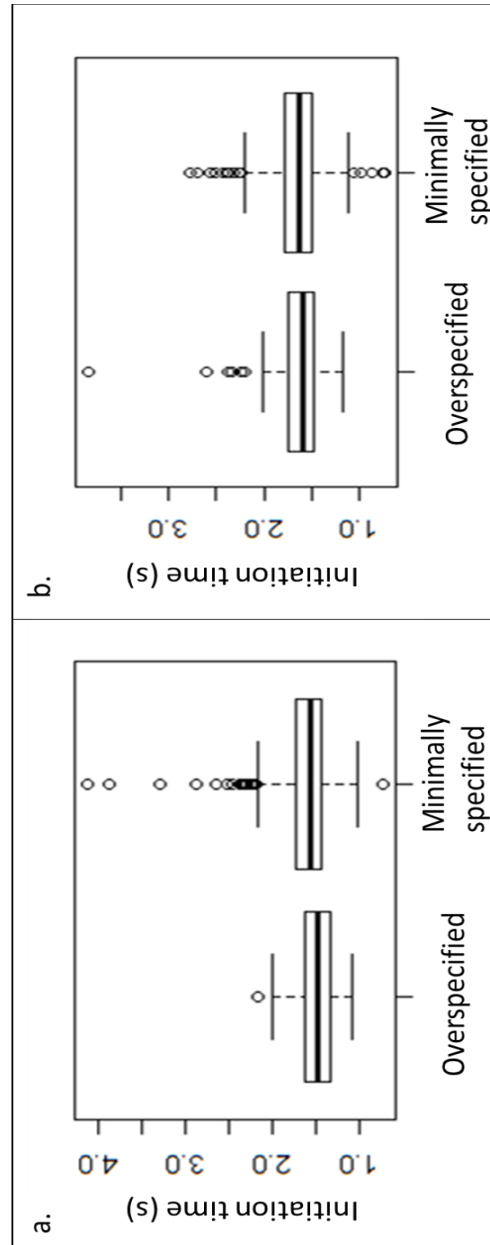 a.
Initiation time (s)
4.0
3.0
2.0
1.0
Overspecified
Minimally
specified
b.
Initiation time (s)
3.0
2.0
1.0
Overspecified
Minimally
specified